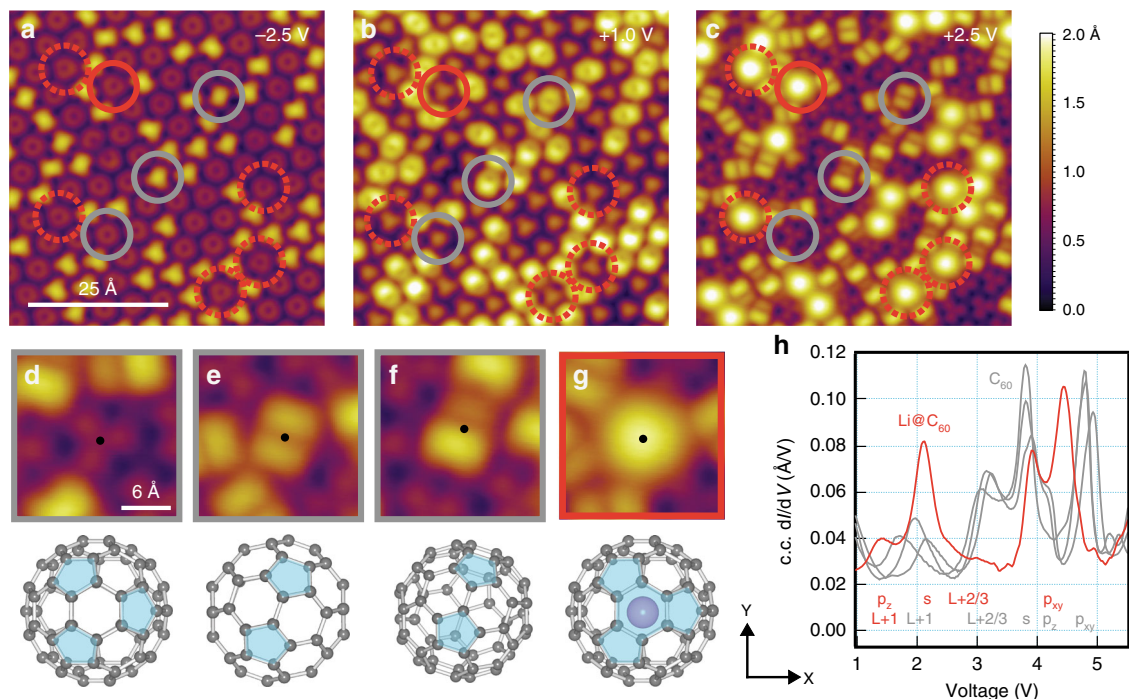 a
−2.5 V
b
+1.0 V
c
+2.5 V
2.0 Å
1.5
1.0
0.5
0.0
25 Å
d
6 Å
e
f
g
h
0.12
0.10
0.08
0.06
0.04
0.02
0.00
c.c. dI/dV (Å/V)
C60
Li@C60
pz s L+2/3 pxy
L+1 L+1 L+2/3 s pz pxy
1 2 3 4 5
Voltage (V)
Y
X